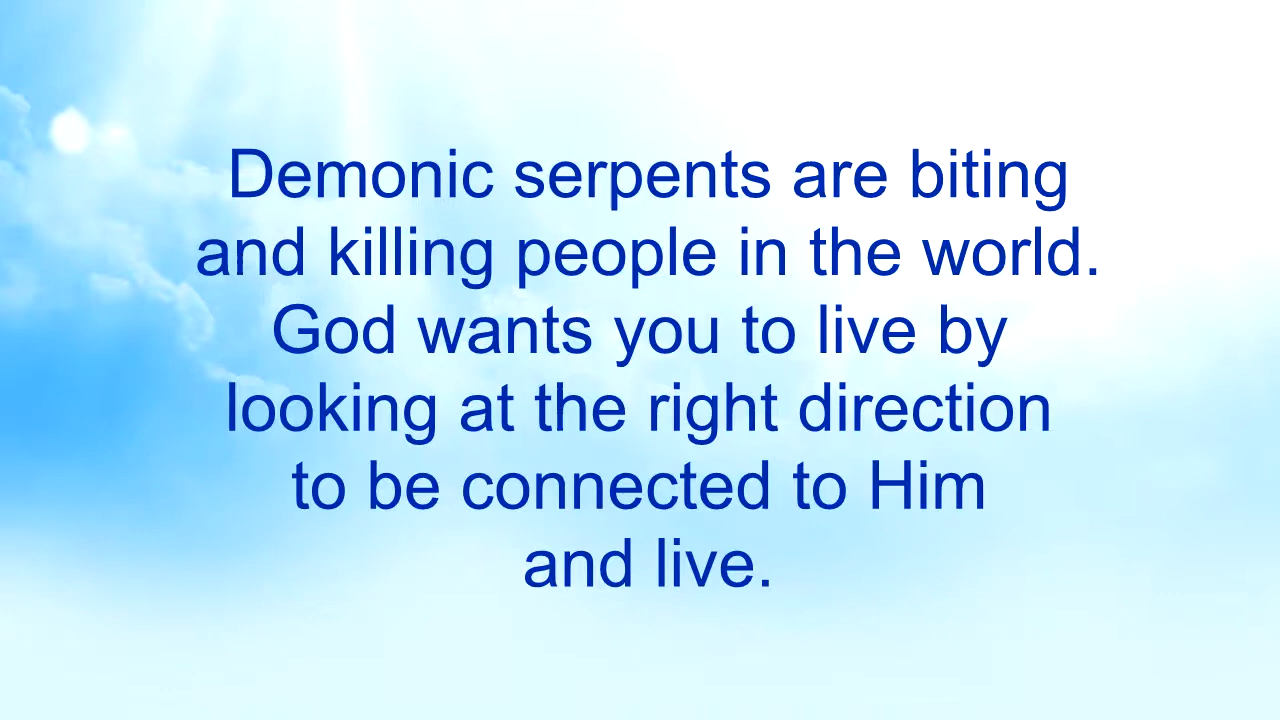 Demonic serpents are biting
and killing people in the world.
God wants you to live by
looking at the right direction
to be connected to Him
and live.